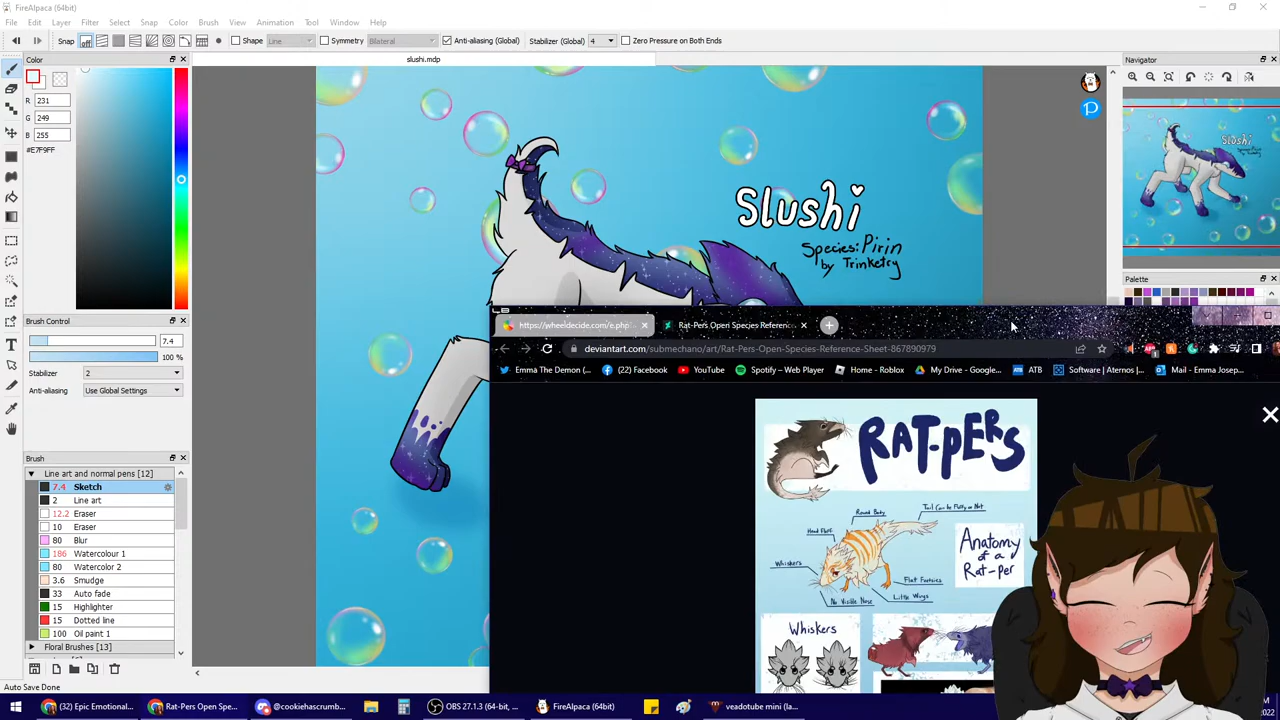 FireAlpaca (64bit)
File Edit Layer Filter Select Snap Color Brush View Animation Tool Window Help
Snap off Shape Line Symmetry Bilateral Anti-aliasing (Global) Stabilizer (Global) 4 Zero Pressure on Both Ends
Color
slushi.mdp
Navigator
R 231
G 249
B 255
#E7F9FF
Slushi
Species: Pirin
by Trinketry
Slushi
Palette
Brush Control
7.4
100 %
Stabilizer 2
Anti-aliasing Use Global Settings
https://wheeldecide.com/e.php
Rat-Pers Open Species Reference
deviantart.com/submechano/art/Rat-Pers-Open-Species-Reference-Sheet-867890979
Emma The Demon (... (22) Facebook YouTube Spotify – Web Player Home - Roblox My Drive - Google... ATB Software | Aternos |... Mail - Emma Josep...
RAT-PERS
Tail Can be Fluffy or Not
Round Body
Head Fluff
Whiskers
Flat Footsies
Little Wings
No Visible Nose
Anatomy
of a
Rat-per
Whiskers
Brush
Line art and normal pens [12]
7.4 Sketch
2 Line art
12.2 Eraser
10 Eraser
80 Blur
186 Watercolour 1
80 Watercolor 2
3.6 Smudge
33 Auto fade
15 Highlighter
15 Dotted line
100 Oil paint 1
Floral Brushes [13]
Auto Save Done
(32) Epic Emotional... Rat-Pers Open Spe... @cookiehascrumb... OBS 27.1.3 (64-bit, ... FireAlpaca (64bit) veadotube mini (la...
2022